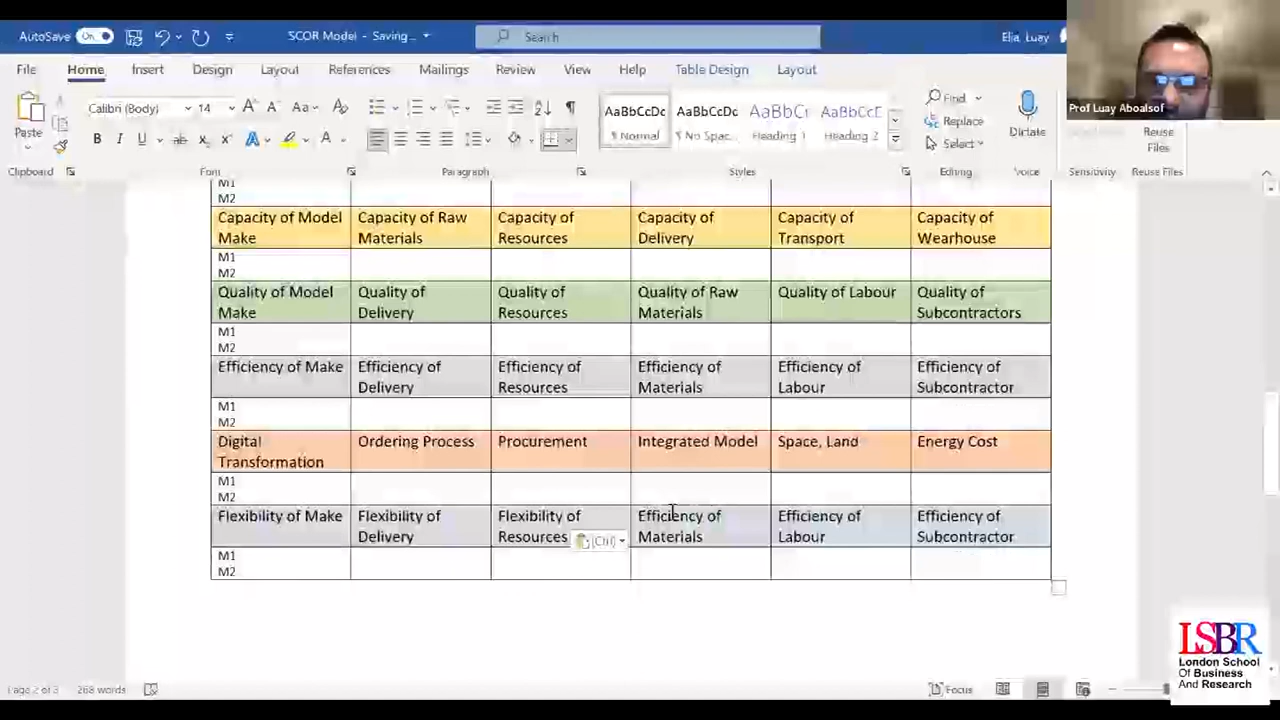 AutoSave On SCOR Model - Saving... Search Elia, Luay
File Home Insert Design Layout References Mailings Review View Help Table Design Layout
Prof Luay Aboalsof
Paste Calibri (Body) 14 AaBbCcDc AaBbCcDc AaBbCc AaBbCcE Find
Replace
Select
¶ Normal ¶ No Spac... Heading 1 Heading 2
Dictate
Reuse
Files
Clipboard Font Paragraph Styles Editing Voice Sensitivity Reuse Files
M1
M2
Capacity of Model Make Capacity of Raw Materials Capacity of Resources Capacity of Delivery Capacity of Transport Capacity of Wearhouse
M1
M2
Quality of Model Make Quality of Delivery Quality of Resources Quality of Raw Materials Quality of Labour Quality of Subcontractors
M1
M2
Efficiency of Make Efficiency of Delivery Efficiency of Resources Efficiency of Materials Efficiency of Labour Efficiency of Subcontractor
M1
M2
Digital Transformation Ordering Process Procurement Integrated Model Space, Land Energy Cost
M1
M2
Flexibility of Make Flexibility of Delivery Flexibility of Resources Efficiency of Materials Efficiency of Labour Efficiency of Subcontractor
(Ctrl)
M1
M2
LSBR
London School
Of Business
And Research
Page 2 of 3 268 words Focus